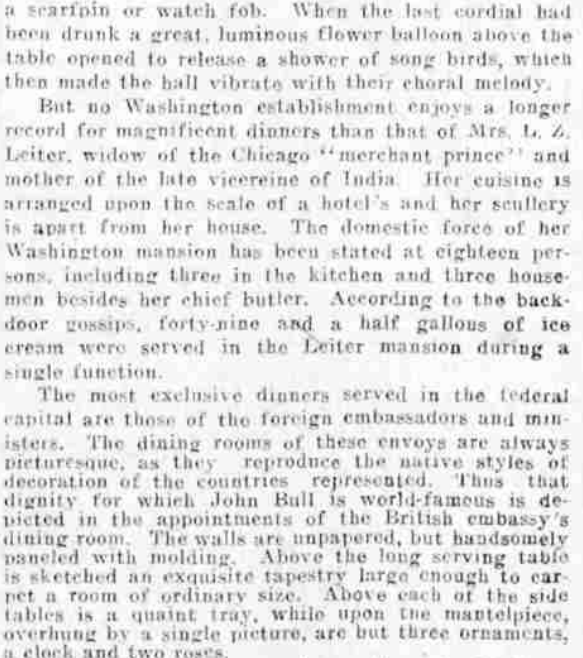 a scarfpin or watch fob. When the last cordial had
been drunk a great, luminous flower balloon above the
table opened to release a shower of song birds, which
then made the hall vibrate with their choral melody.
But no Washington establishment enjoys a longer
record for magnificent dinners than that of Mrs. L. Z.
Leiter, widow of the Chicago "merchant prince" and
mother of the late vicereine of India. Her cuisine is
arranged upon the scale of a hotel's and her scullery
is apart from her house. The domestic force of her
Washington mansion has been stated at eighteen per-
sons, including three in the kitchen and three house-
men besides her chief butler. According to the back-
door gossips, forty-nine and a half gallons of ice
cream were served in the Leiter mansion during a
single function.
The most exclusive dinners served in the federal
capital are those of the foreign embassadors and min-
isters. The dining rooms of these envoys are always
picturesque, as they reproduce the native styles of
decoration of the countries represented. Thus that
dignity for which John Bull is world-famous is de-
picted in the appointments of the British embassy's
dining room. The walls are unpapered, but handsomely
paneled with molding. Above the long serving table
is sketched an exquisite tapestry large enough to car-
pet a room of ordinary size. Above each of the side
tables is a quaint tray, while upon the mantelpiece,
overhung by a single picture, are but three ornaments,
a clock and two roses.